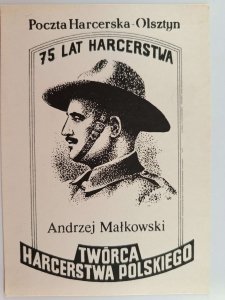 Poczta Harcerska-Olsztyn
75 LAT HARCERSTWA
Andrzej Małkowski
TWÓRCA
HARCERSTWA POLSKIEGO